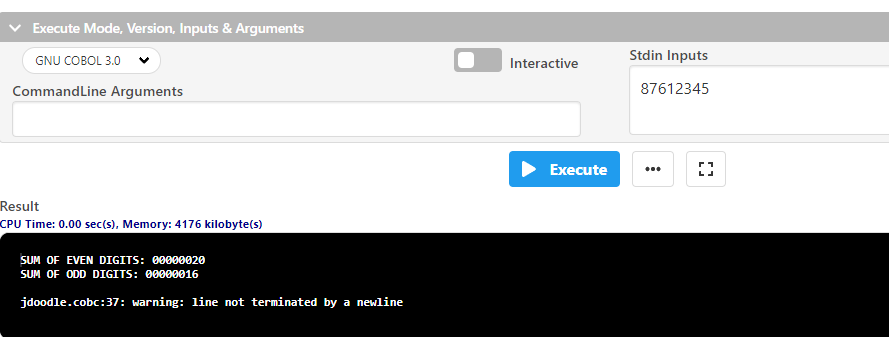 Execute Mode, Version, Inputs & Arguments
GNU COBOL 3.0
Interactive
Stdin Inputs
87612345
CommandLine Arguments
Execute
Result
CPU Time: 0.00 sec(s), Memory: 4176 kilobyte(s)
SUM OF EVEN DIGITS: 00000020
SUM OF ODD DIGITS: 00000016
jdoodle.cobc:37: warning: line not terminated by a newline